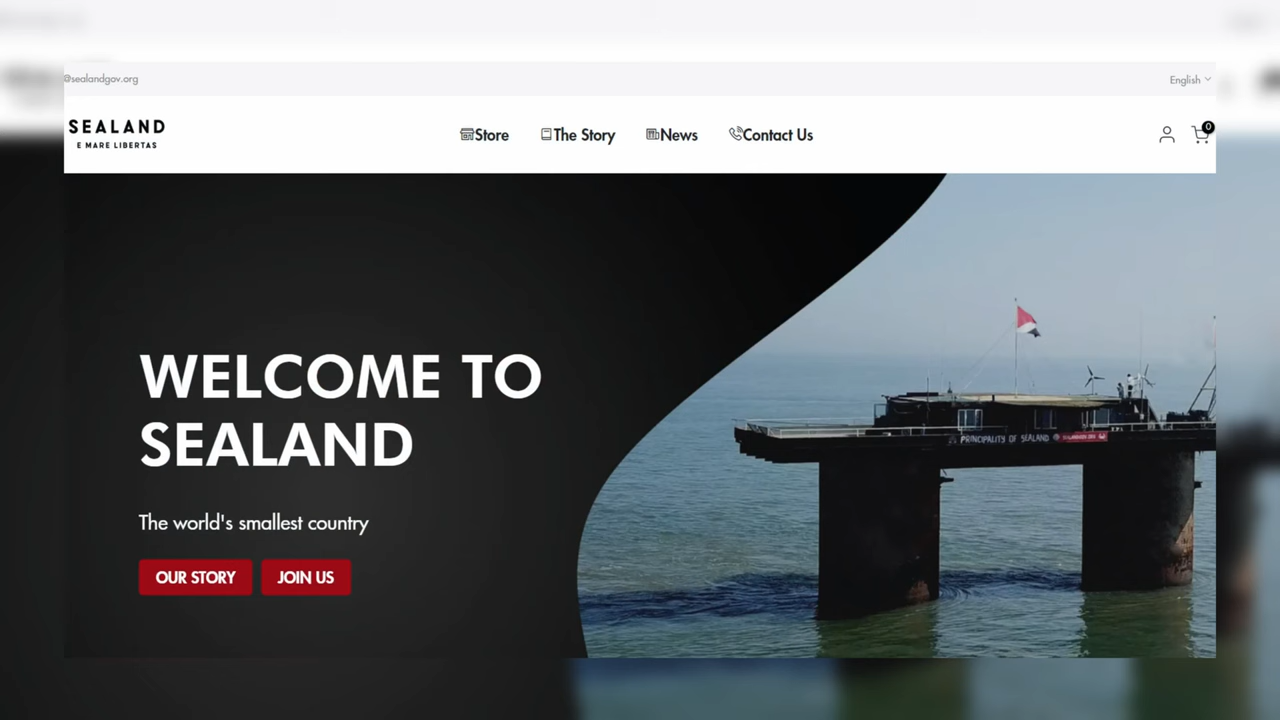 @sealandgov.org
English
SEALAND
E MARE LIBERTAS
Store
The Story
News
Contact Us
0
WELCOME TO
SEALAND
The world's smallest country
OUR STORY
JOIN US
PRINCIPALITY OF SEALAND